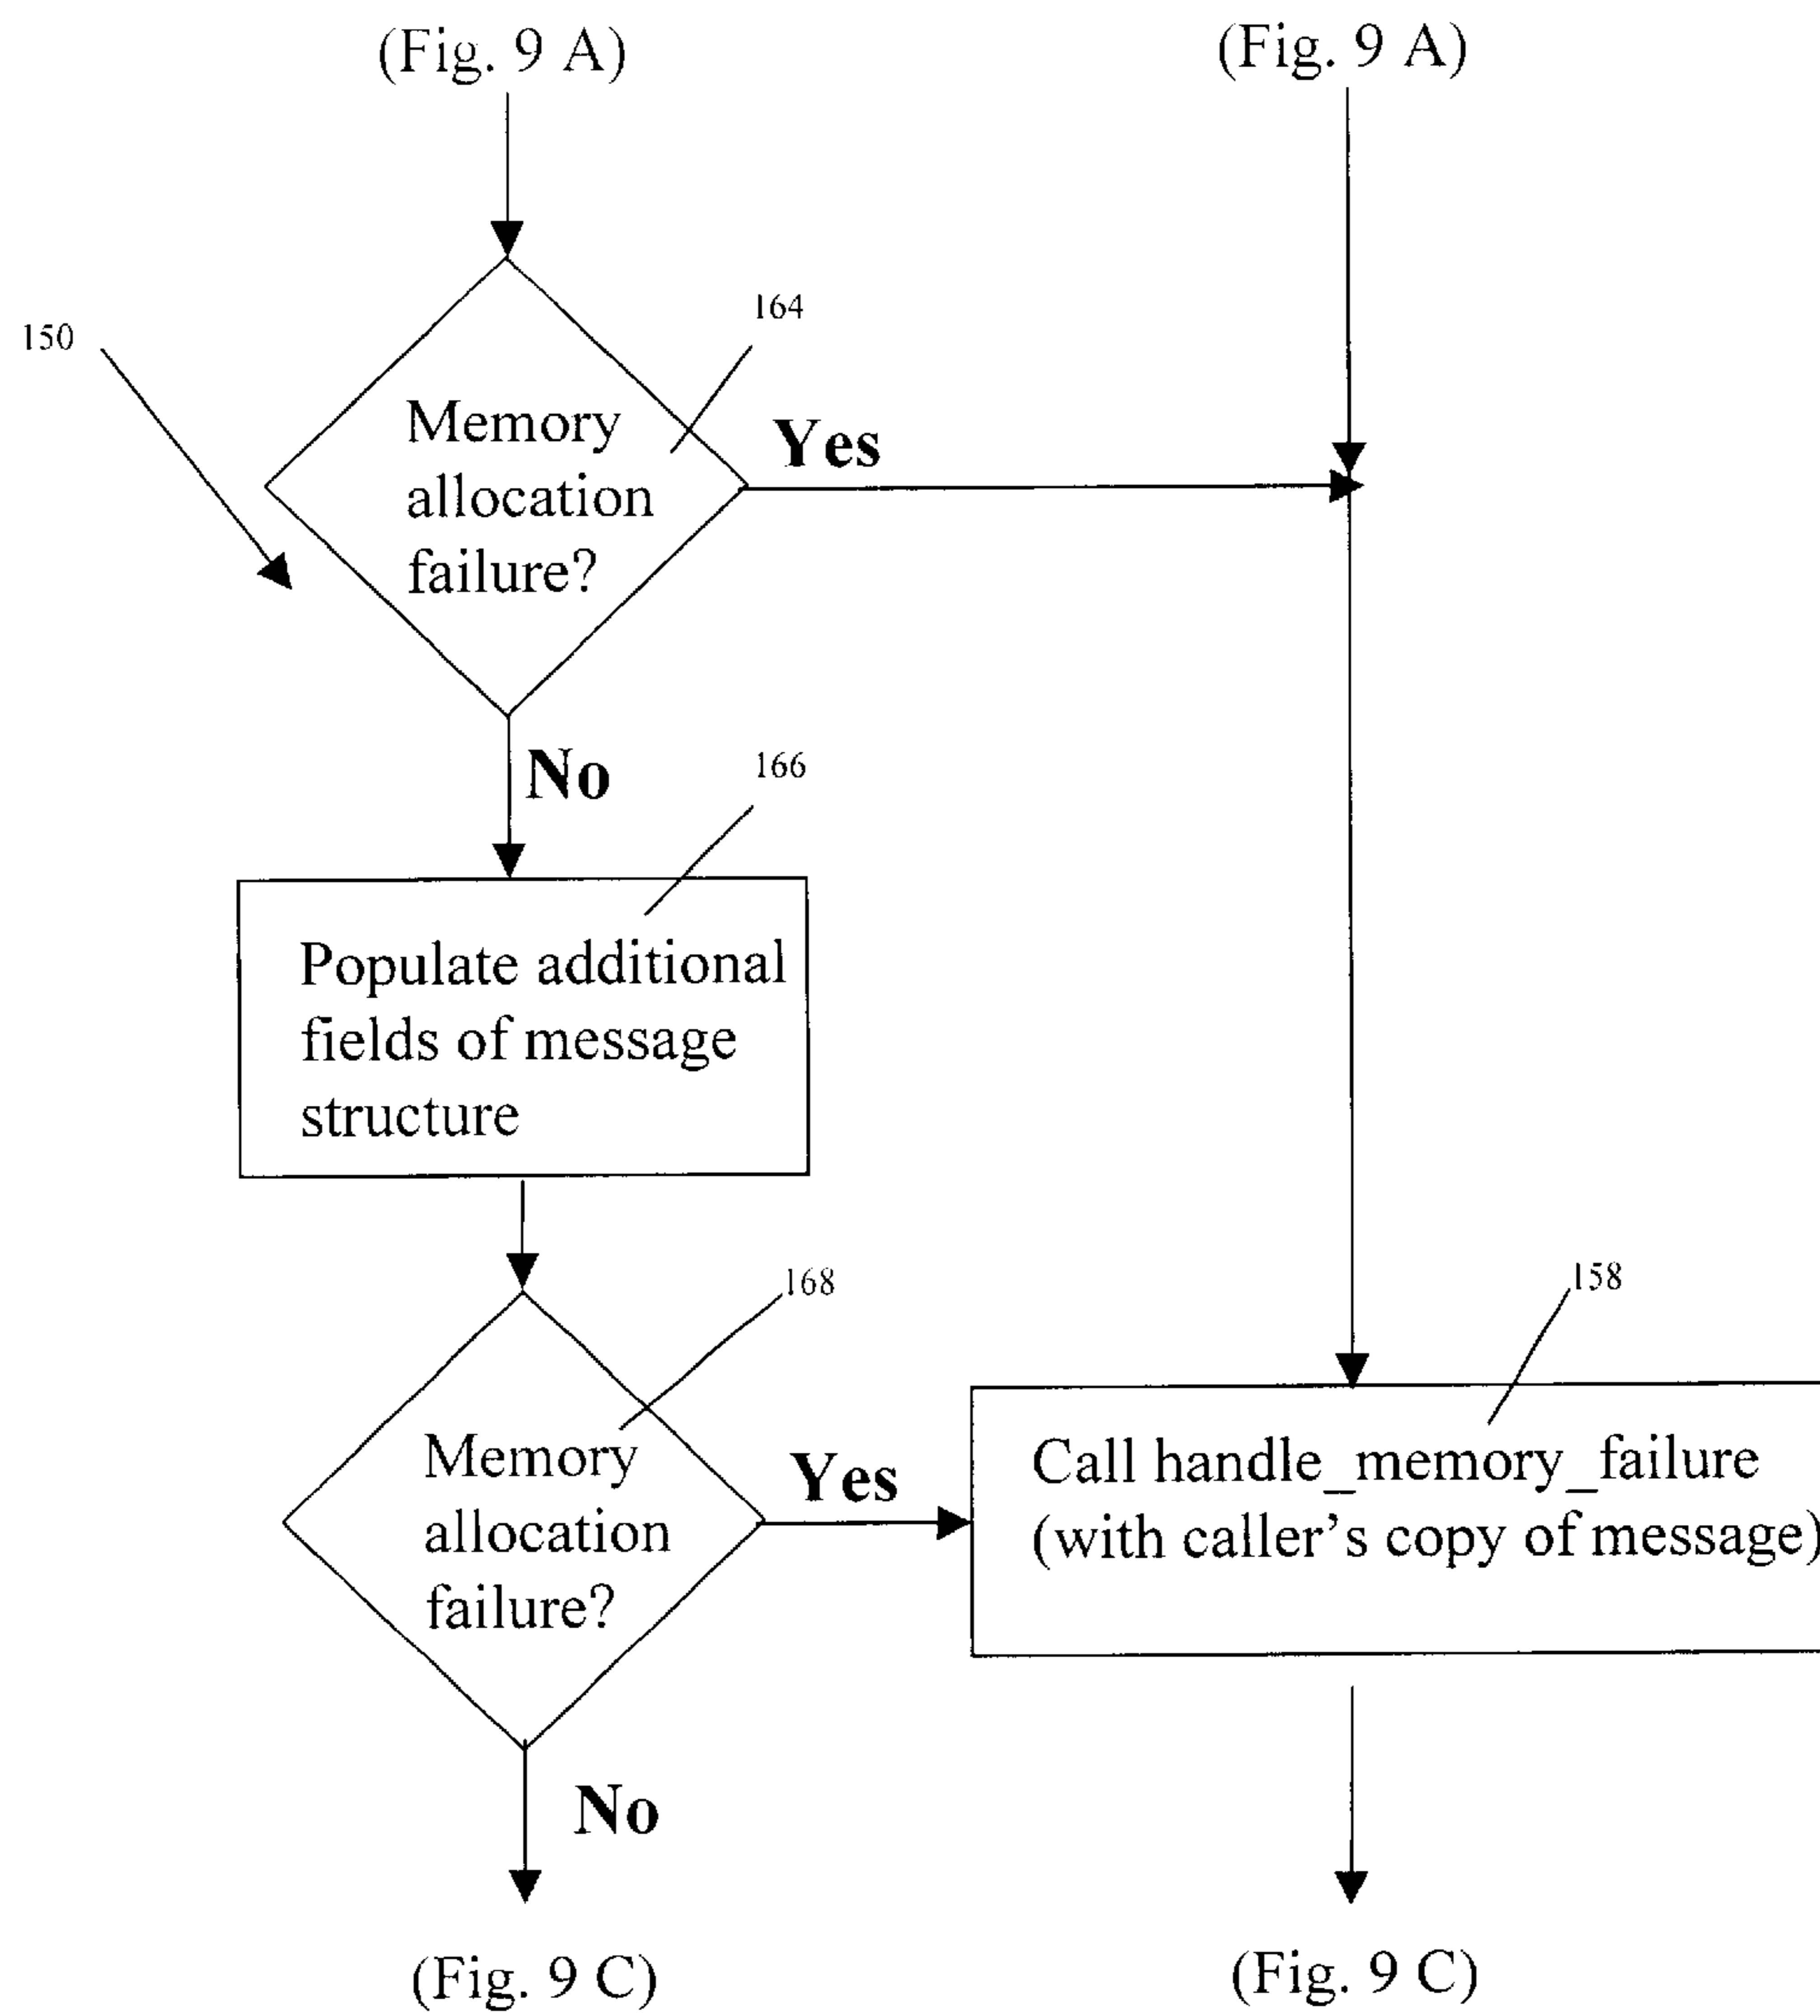 (Fig. 9 A)
(Fig. 9 A)
150
164
Memory
allocation
failure?
Yes
No
166
Populate additional
fields of message
structure
168
158
Memory
allocation
failure?
Yes
Call handle_memory_failure
(with caller's copy of message)
No
(Fig. 9 C)
(Fig. 9 C)